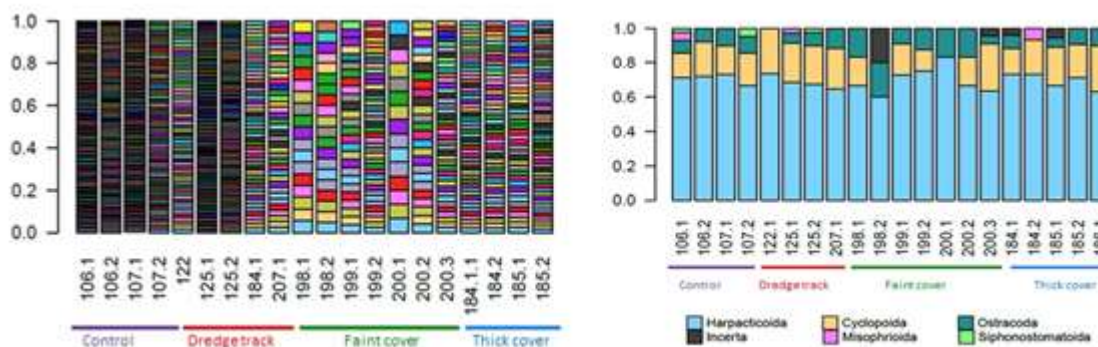 1.0
0.8
0.6
0.4
0.2
0.0
106.1 106.2 107.1 107.2 122 125.1 125.2 184.1 207.1 198.1 198.2 199.1 199.2 200.1 200.2 200.3 184.1.1 184.2 185.1 185.2
Control Dredgetrack Faint cover Thick cover
1.0
0.8
0.6
0.4
0.2
0.0
106.1 106.2 107.1 107.2 122.1 125.1 125.2 207.1 198.1 198.2 199.1 199.2 200.1 200.2 200.3 184.1 184.2 185.1 185.2
Control Dredgetrack Faint cover Thick cover
Harpacticoida Cyclopoida Ostracoda
Incerta Misophrioida Siphonostomatoida